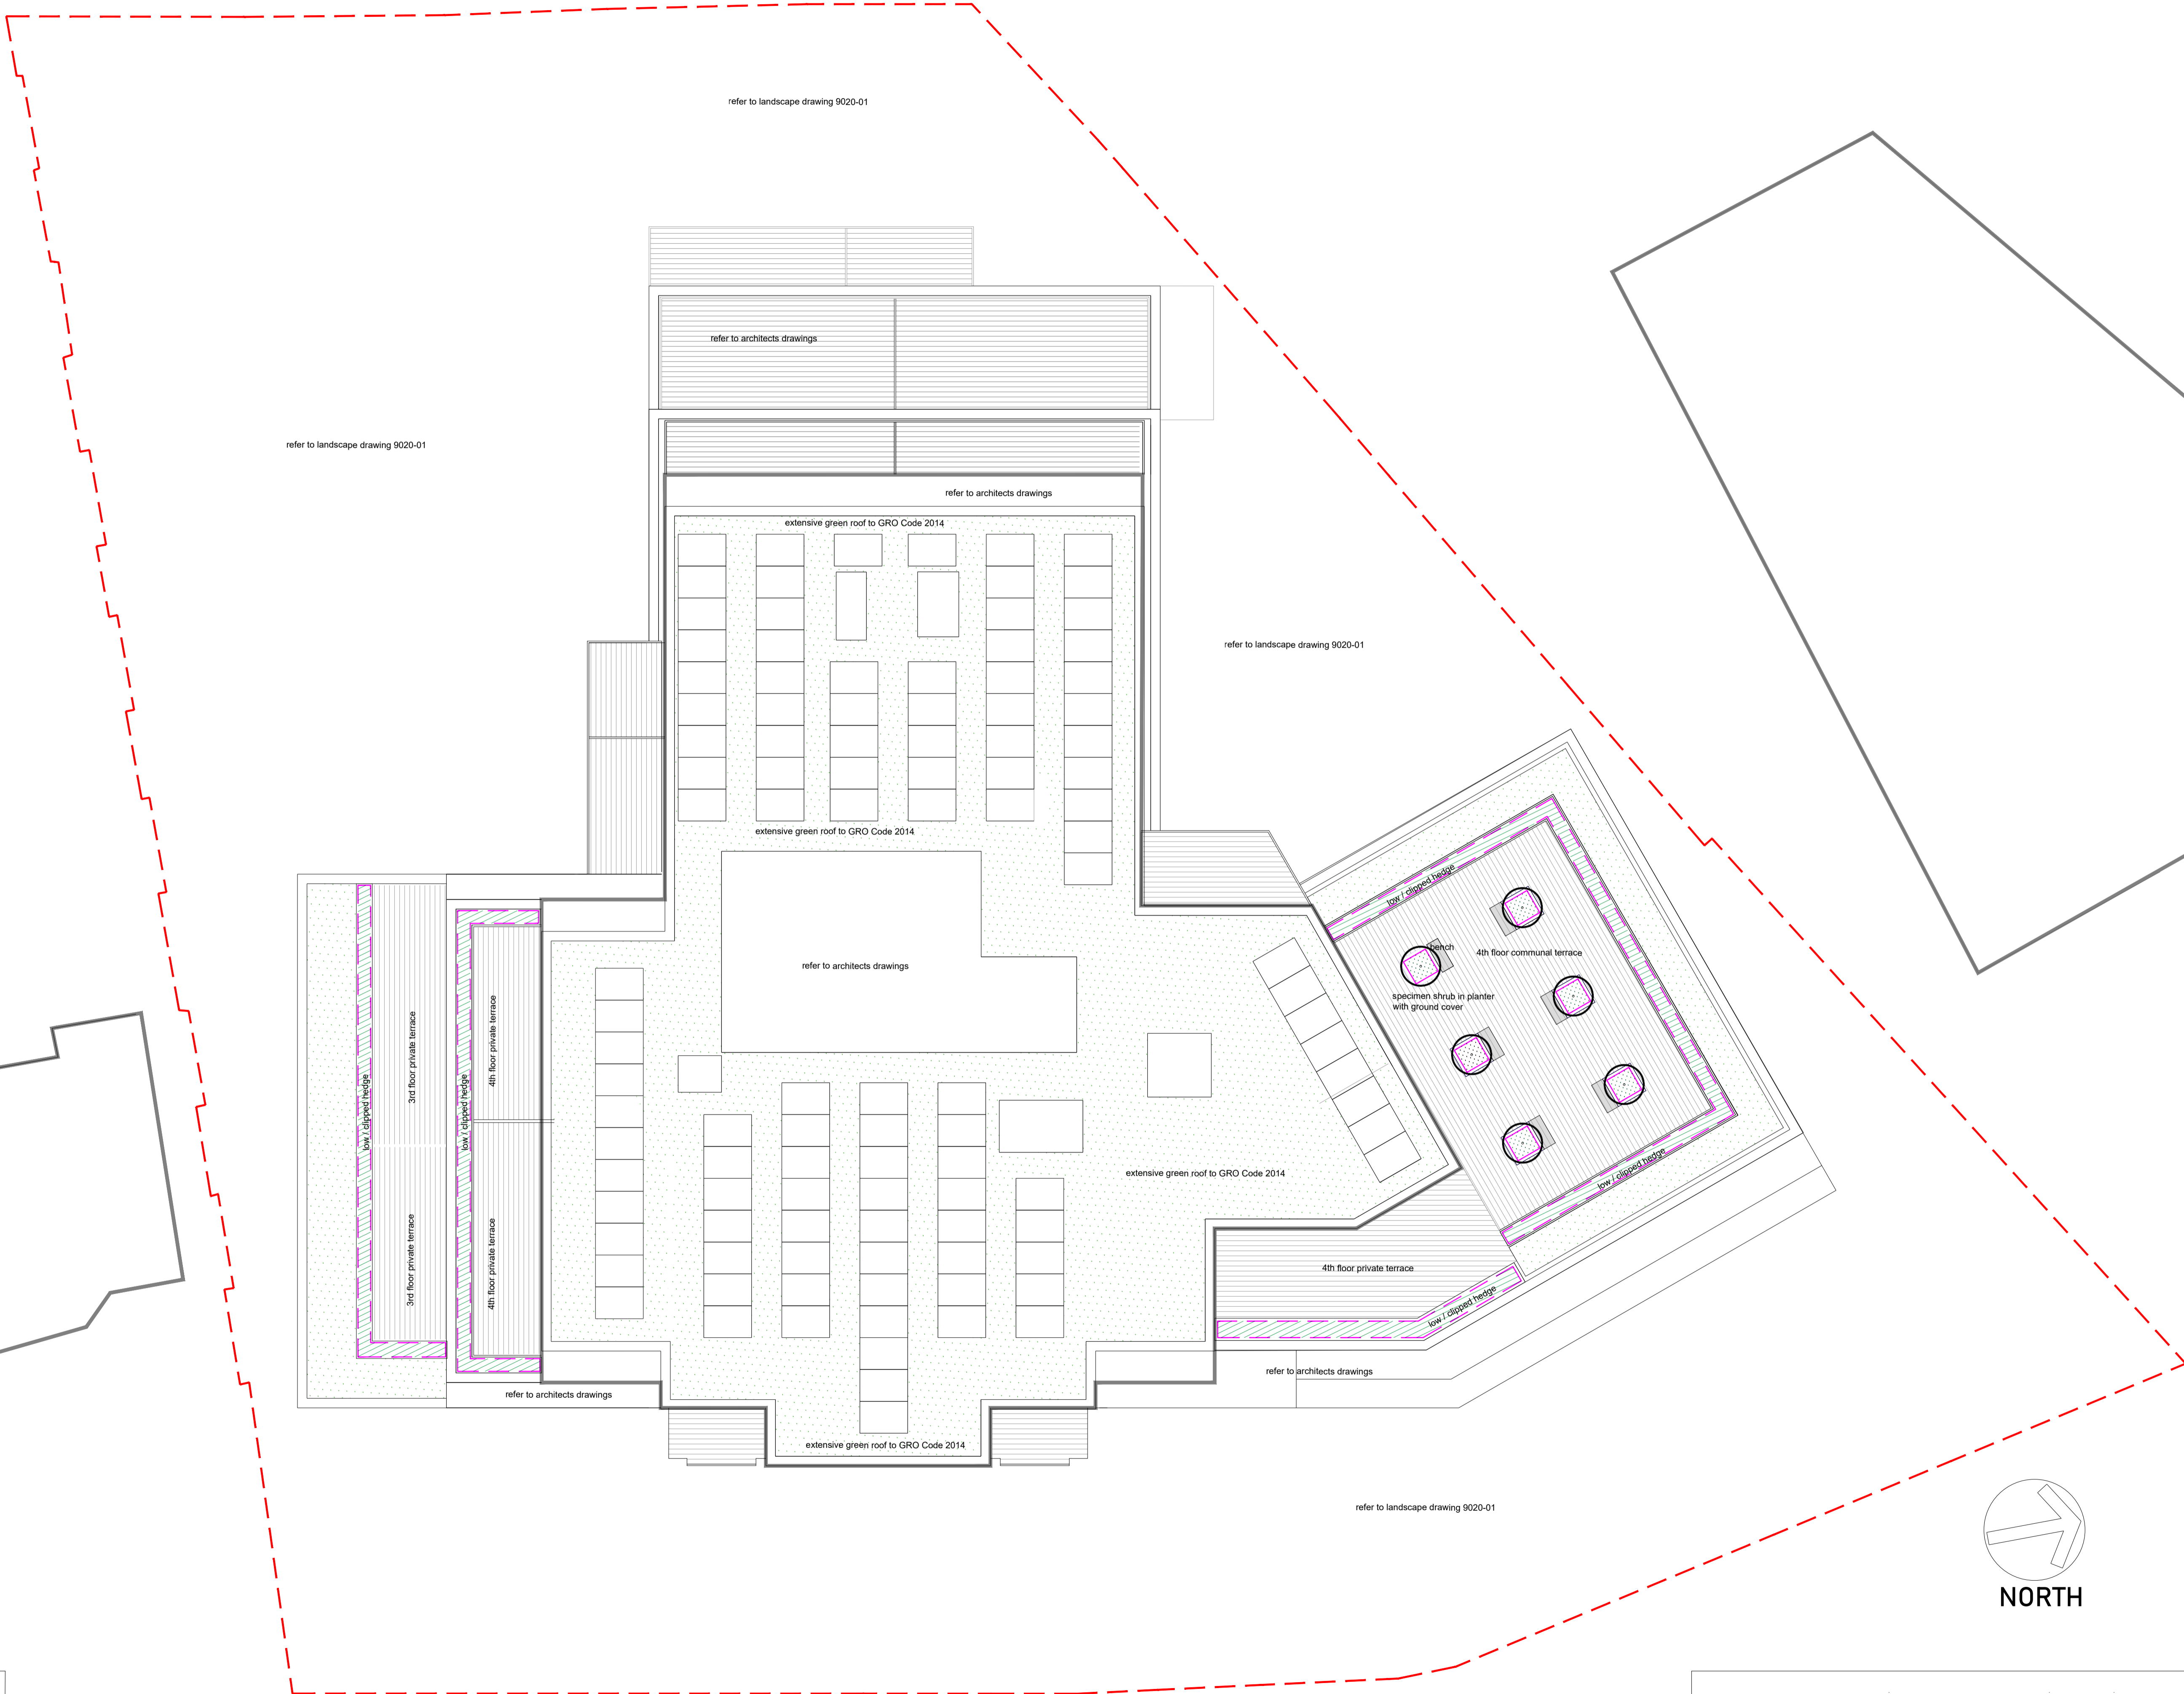 refer to landscape drawing 9020-01
refer to architects drawings
refer to landscape drawing 9020-01
refer to architects drawings
extensive green roof to GRO Code 2014
refer to landscape drawing 9020-01
extensive green roof to GRO Code 2014
low / clipped hedge
bench
4th floor communal terrace
refer to architects drawings
specimen shrub in planter
with ground cover
3rd floor private terrace
4th floor private terrace
low / clipped hedge
low / clipped hedge
extensive green roof to GRO Code 2014
low / clipped hedge
3rd floor private terrace
4th floor private terrace
4th floor private terrace
low / clipped hedge
refer to architects drawings
refer to architects drawings
extensive green roof to GRO Code 2014
refer to landscape drawing 9020-01
NORTH